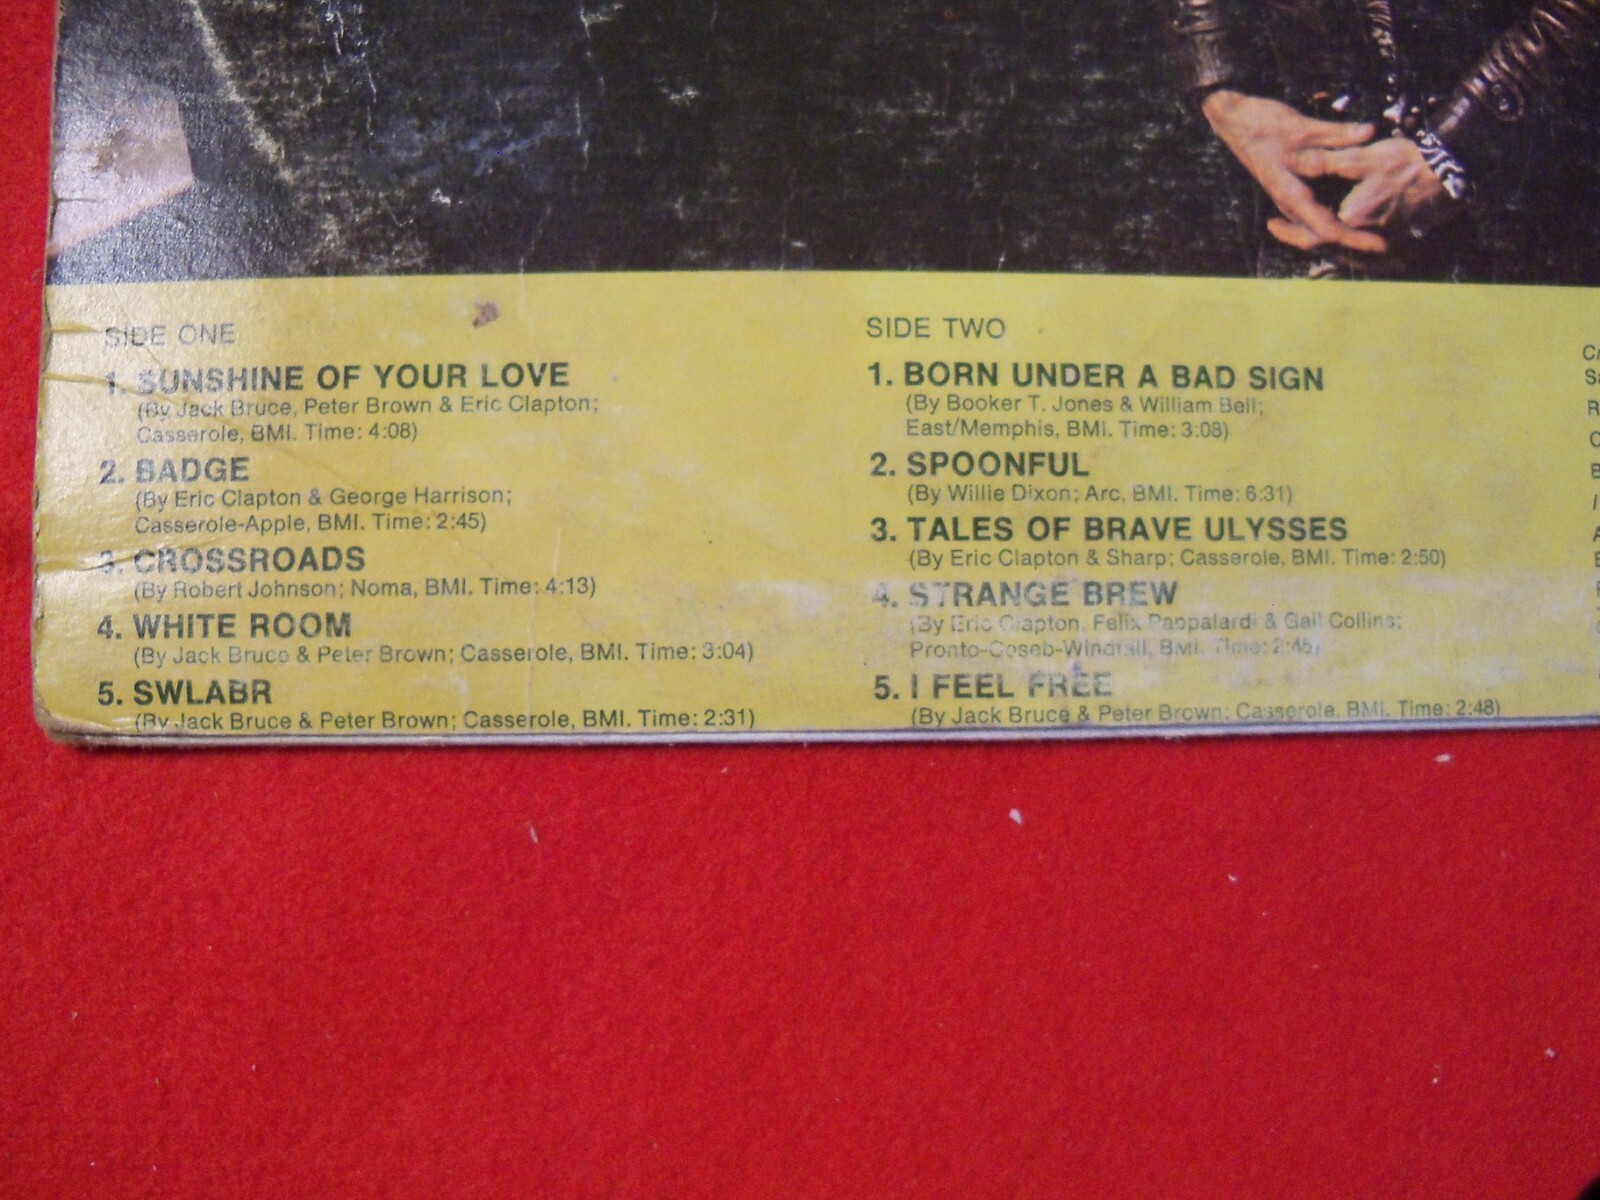 SIDE ONE
1. SUNSHINE OF YOUR LOVE
(By Jack Bruce, Peter Brown & Eric Clapton;
Casserole, BMI. Time: 4:08)
2. BADGE
(By Eric Clapton & George Harrison;
Casserole-Apple, BMI. Time: 2:45)
3. CROSSROADS
(By Robert Johnson; Noma, BMI. Time: 4:13)
4. WHITE ROOM
(By Jack Bruce & Peter Brown; Casserole, BMI. Time: 3:04)
5. SWLABR
(By Jack Bruce & Peter Brown; Casserole, BMI. Time: 2:31)
SIDE TWO
1. BORN UNDER A BAD SIGN
(By Booker T. Jones & William Bell;
East/Memphis, BMI. Time: 3:08)
2. SPOONFUL
(By Willie Dixon; Arc, BMI. Time: 6:31)
3. TALES OF BRAVE ULYSSES
(By Eric Clapton & Sharp; Casserole, BMI. Time: 2:50)
4. STRANGE BREW
(By Eric Clapton, Felix Pappalardi & Gail Collins;
Pronto-Coseb-Windfall, BMI. Time: 2:45)
5. I FEEL FREE
(By Jack Bruce & Peter Brown; Casserole, BMI. Time: 2:48)